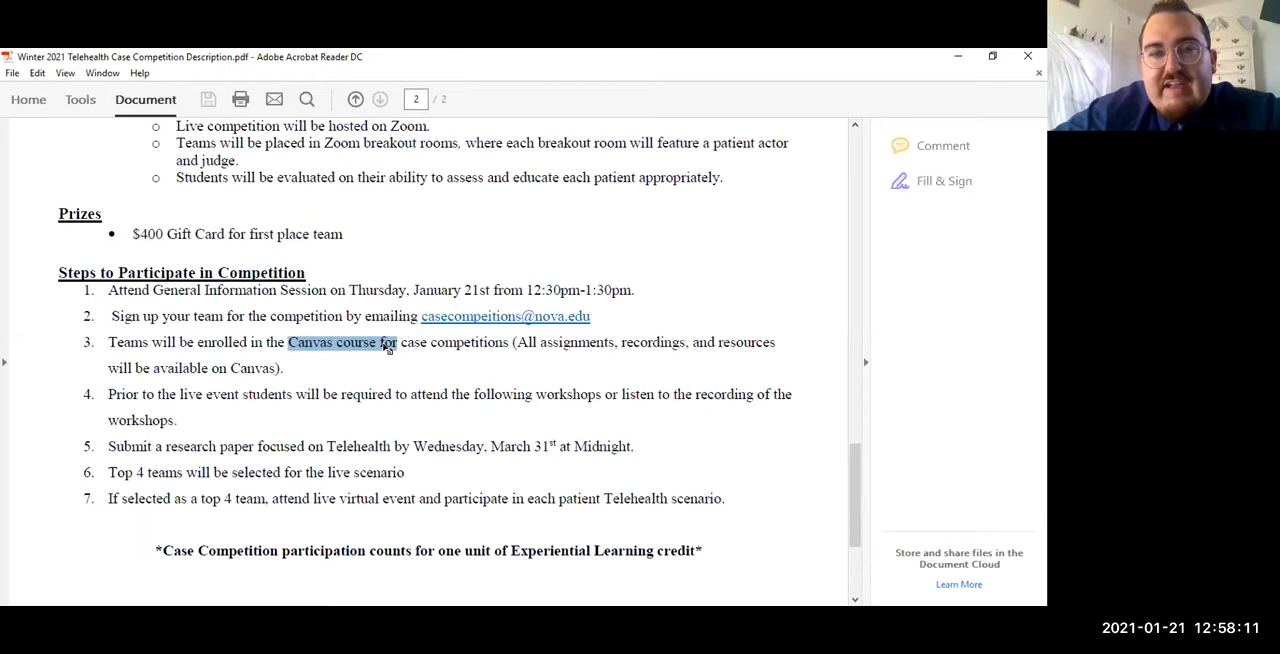 Winter 2021 Telehealth Case Competition Description.pdf - Adobe Acrobat Reader DC
File Edit View Window Help
Home Tools Document 2 / 2
Live competition will be hosted on Zoom.
Teams will be placed in Zoom breakout rooms, where each breakout room will feature a patient actor
and judge.
Students will be evaluated on their ability to assess and educate each patient appropriately.
Prizes
$400 Gift Card for first place team
Steps to Participate in Competition
1. Attend General Information Session on Thursday, January 21st from 12:30pm-1:30pm.
2. Sign up your team for the competition by emailing casecompeitions@nova.edu
3. Teams will be enrolled in the Canvas course for case competitions (All assignments, recordings, and resources
will be available on Canvas).
4. Prior to the live event students will be required to attend the following workshops or listen to the recording of the
workshops.
5. Submit a research paper focused on Telehealth by Wednesday, March 31st at Midnight.
6. Top 4 teams will be selected for the live scenario
7. If selected as a top 4 team, attend live virtual event and participate in each patient Telehealth scenario.
*Case Competition participation counts for one unit of Experiential Learning credit*
Comment
Fill & Sign
Store and share files in the
Document Cloud
Learn More
2021-01-21 12:58:11